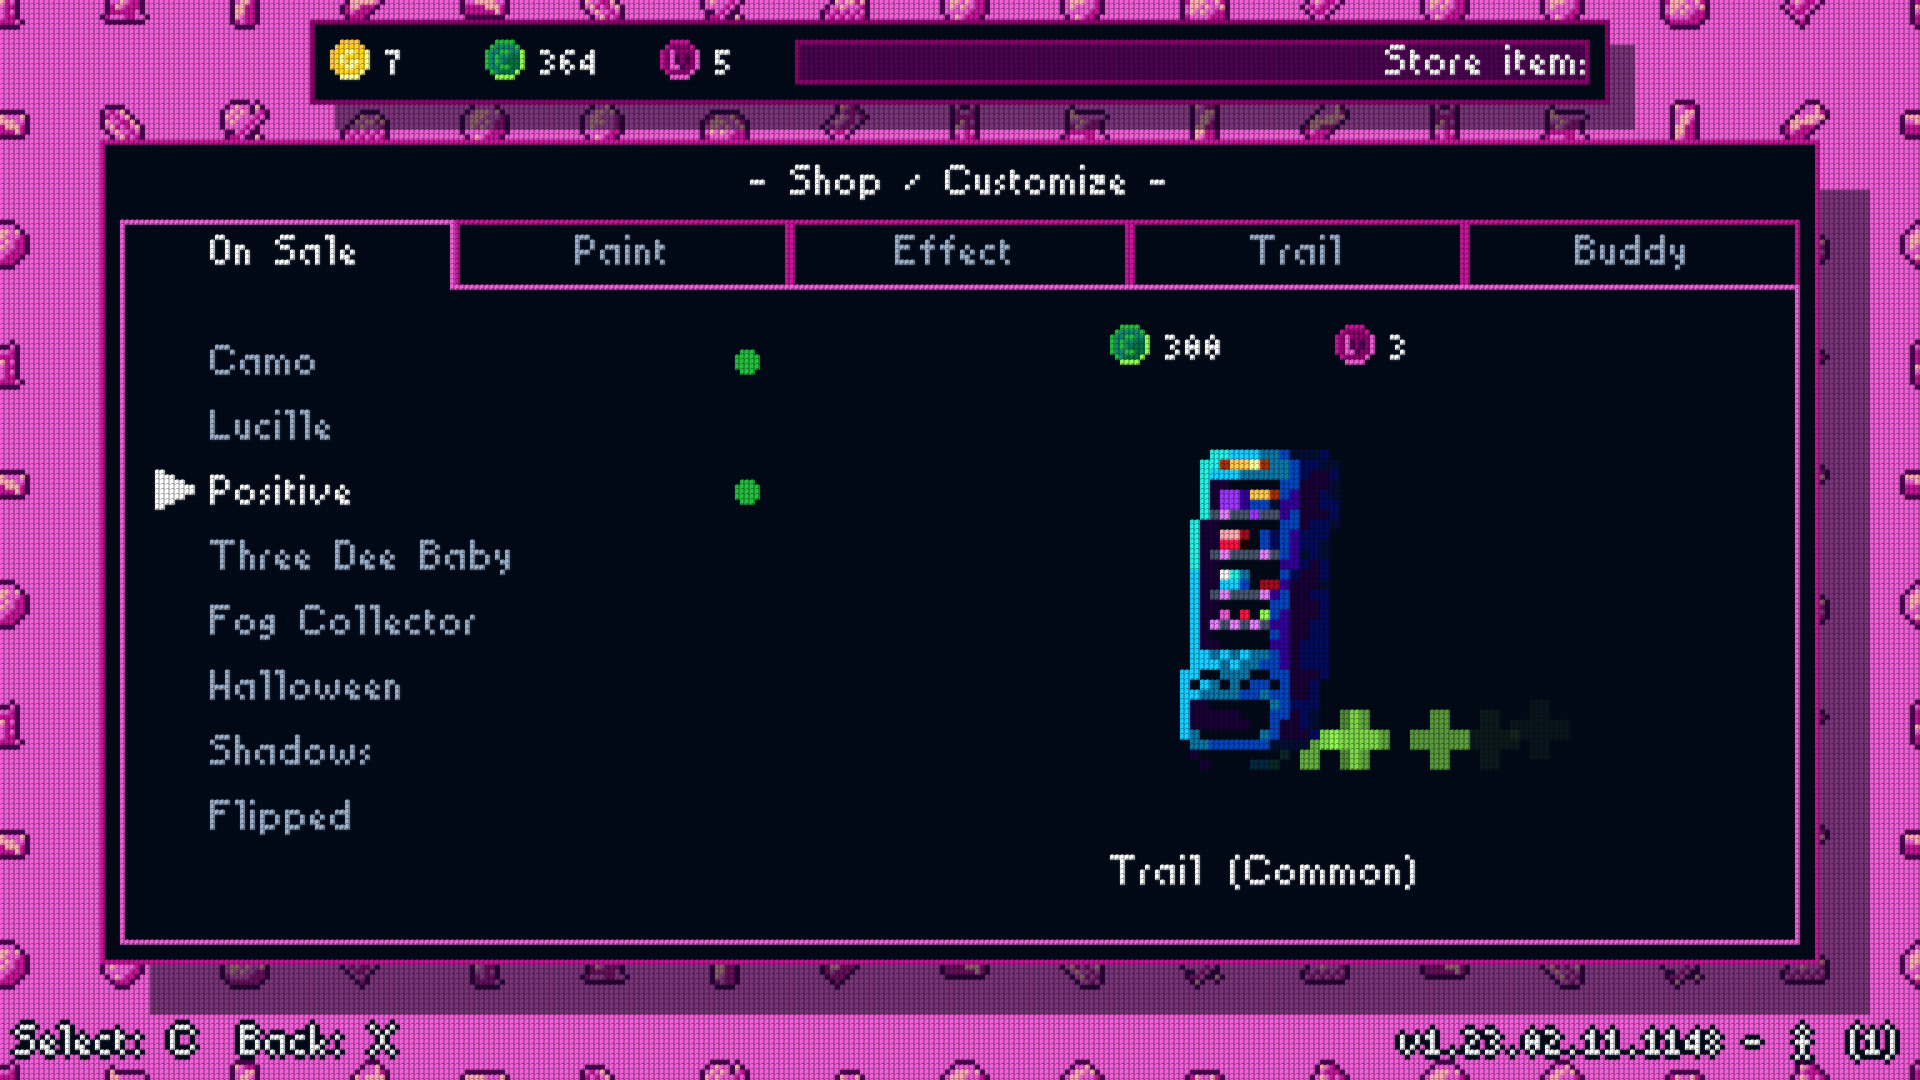 7 364 5 Store item:
- Shop / Customize -
On Sale Paint Effect Trail Buddy
300 3
Camo
Lucille
Positive
Three Dee Baby
Fog Collector
Halloween
Shadows
Flipped
Trail (Common)
Select: C Back: X
v1.23.02.11.1148 - (1)